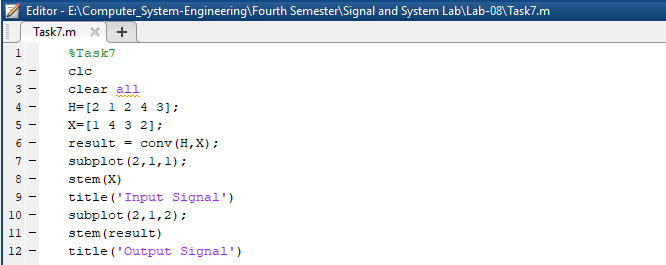 Editor - E:\Computer_System-Engineering\Fourth Semester\Signal and System Lab\Lab-08\Task7.m
Task7.m
1 %Task7
2 - clc
3 - clear all
4 - H=[2 1 2 4 3];
5 - X=[1 4 3 2];
6 - result = conv(H,X);
7 - subplot(2,1,1);
8 - stem(X)
9 - title('Input Signal')
10 - subplot(2,1,2);
11 - stem(result)
12 - title('Output Signal')